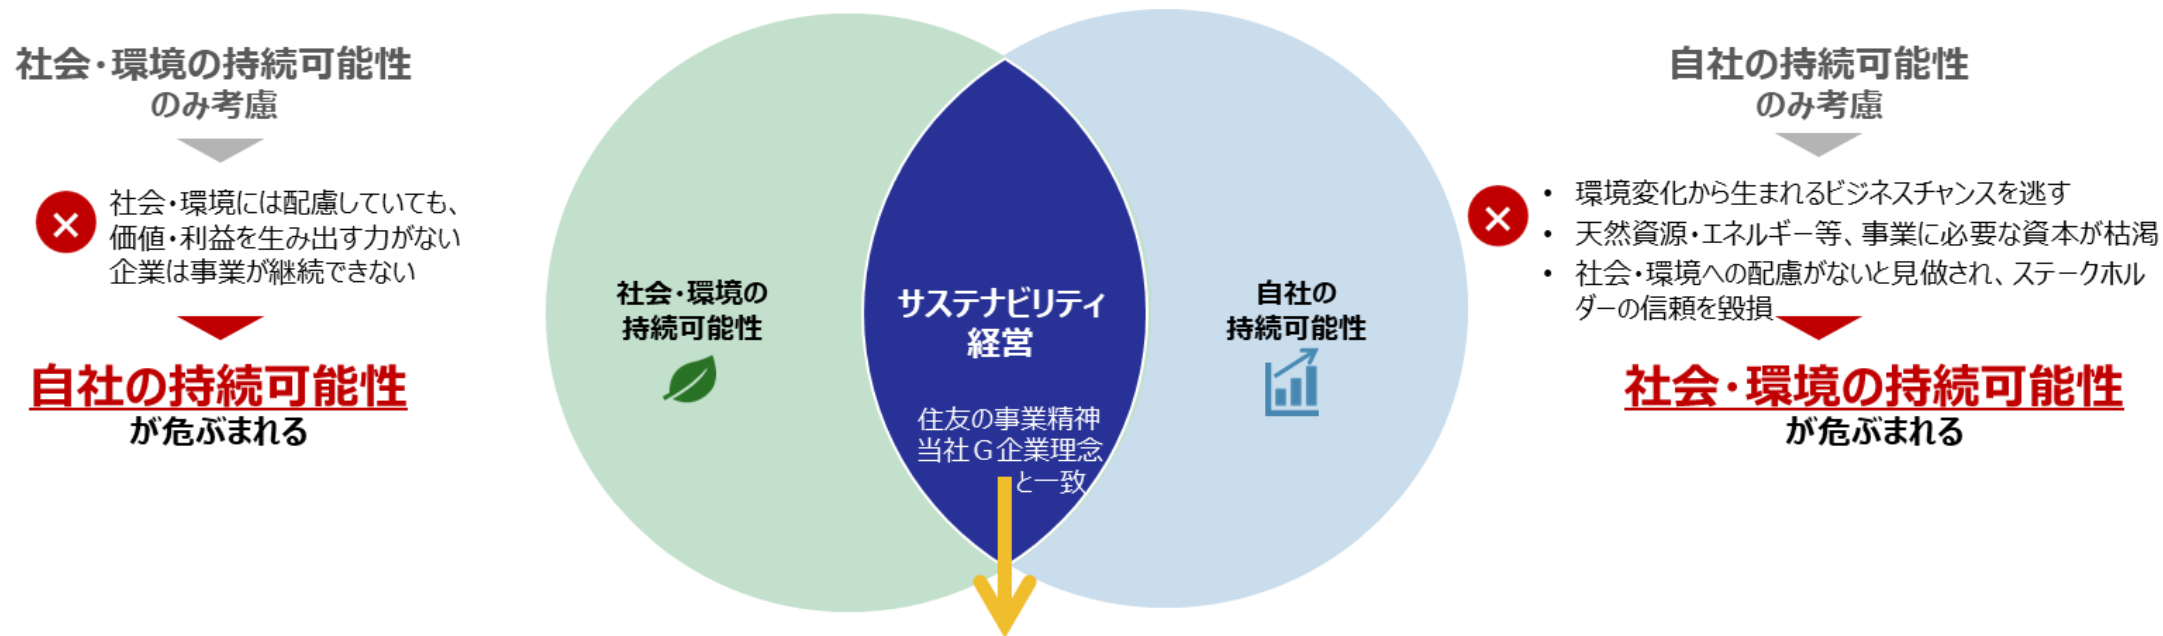 社会・環境の持続可能性
のみ考慮
社会・環境には配慮していても、
価値・利益を生み出す力がない
企業は事業が継続できない
自社の持続可能性
が危ぶまれる
社会・環境の
持続可能性
サステナビリティ
経営
住友の事業精神
当社G企業理念
と一致
自社の
持続可能性
自社の持続可能性
のみ考慮
• 環境変化から生まれるビジネスチャンスを逃す
• 天然資源・エネルギー等、事業に必要な資本が枯渇
• 社会・環境への配慮がないと見做され、ステークホル
ダーの信頼を毀損
社会・環境の持続可能性
が危ぶまれる